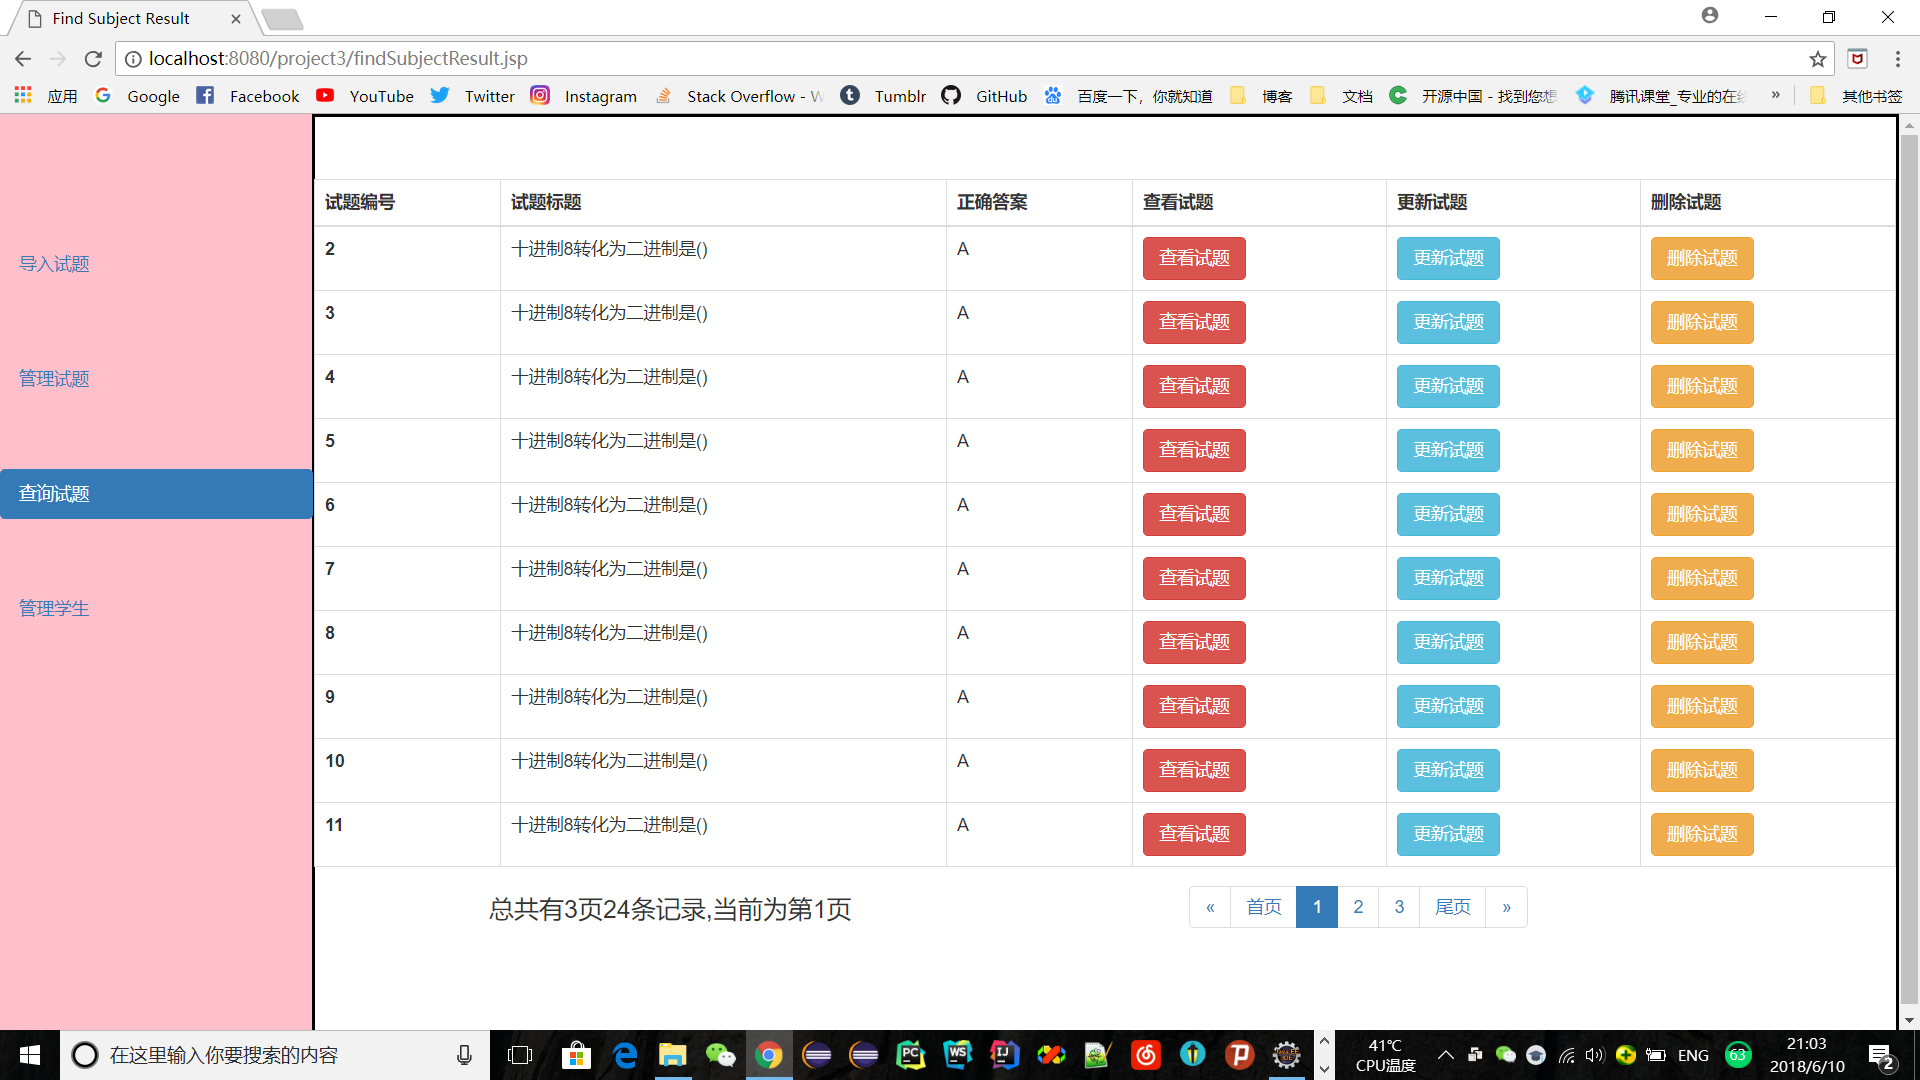 Find Subject Result
localhost:8080/project3/findSubjectResult.jsp
应用 Google Facebook YouTube Twitter Instagram Stack Overflow - Tumblr GitHub 百度一下，你就知道 博客 文档 开源中国 - 找到您想 腾讯课堂_专业的在 » 其他书签
导入试题
管理试题
查询试题
管理学生
试题编号 试题标题 正确答案 查看试题 更新试题 删除试题
2 十进制8转化为二进制是() A 查看试题 更新试题 删除试题
3 十进制8转化为二进制是() A 查看试题 更新试题 删除试题
4 十进制8转化为二进制是() A 查看试题 更新试题 删除试题
5 十进制8转化为二进制是() A 查看试题 更新试题 删除试题
6 十进制8转化为二进制是() A 查看试题 更新试题 删除试题
7 十进制8转化为二进制是() A 查看试题 更新试题 删除试题
8 十进制8转化为二进制是() A 查看试题 更新试题 删除试题
9 十进制8转化为二进制是() A 查看试题 更新试题 删除试题
10 十进制8转化为二进制是() A 查看试题 更新试题 删除试题
11 十进制8转化为二进制是() A 查看试题 更新试题 删除试题
总共有3页24条记录,当前为第1页 « 首页 1 2 3 尾页 »
在这里输入你要搜索的内容
41℃
CPU温度
ENG 63
21:03
2018/6/10
2